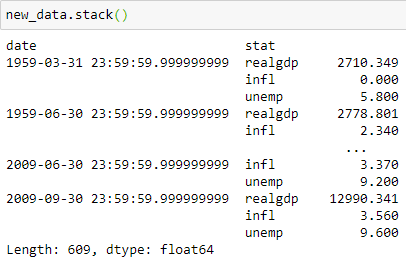 new_data.stack()
date                           stat
1959-03-31 23:59:59.999999999  realgdp     2710.349
                               infl           0.000
                               unemp          5.800
1959-06-30 23:59:59.999999999  realgdp     2778.801
                               infl           2.340
                                            ...
2009-06-30 23:59:59.999999999  infl           3.370
                               unemp          9.200
2009-09-30 23:59:59.999999999  realgdp    12990.341
                               infl           3.560
                               unemp          9.600
Length: 609, dtype: float64